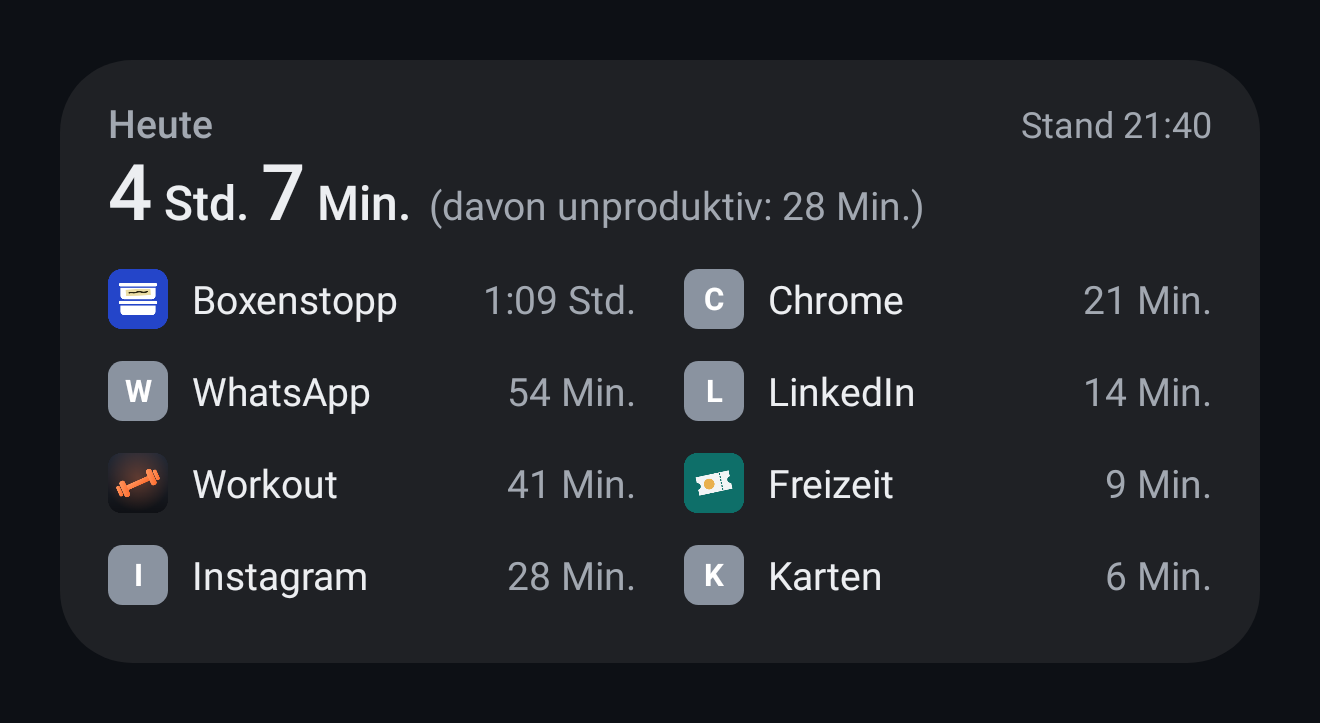 Heute
Stand 21:40
4 Std. 7 Min. (davon unproduktiv: 28 Min.)
Boxenstopp 1:09 Std.
C Chrome 21 Min.
W WhatsApp 54 Min.
L LinkedIn 14 Min.
Workout 41 Min.
Freizeit 9 Min.
I Instagram 28 Min.
K Karten 6 Min.